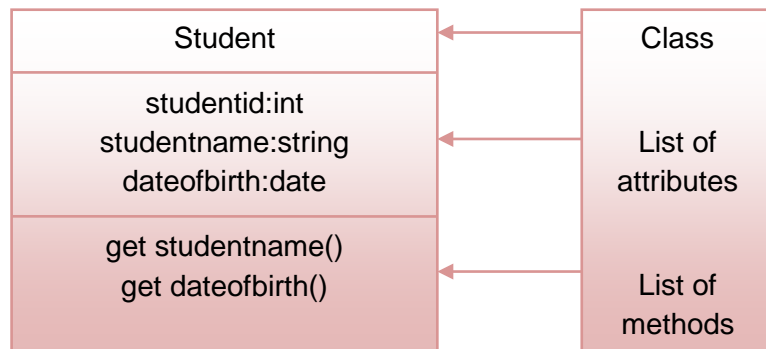 Student
studentid:int
studentname:string
dateofbirth:date
get studentname()
get dateofbirth()
Class
List of
attributes
List of
methods